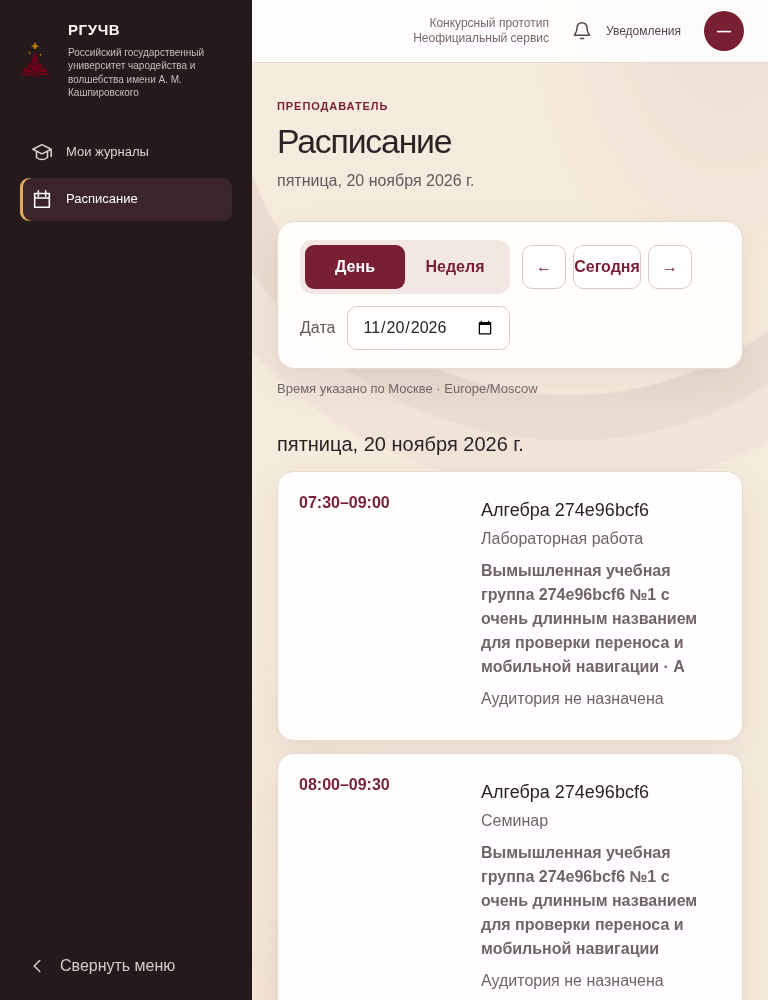 РГУЧВ
Российский государственный
университет чародейства и
волшебства имени А. М.
Кашпировского
Мои журналы
Расписание
Свернуть меню
Конкурсный прототип
Неофициальный сервис
Уведомления
—
ПРЕПОДАВАТЕЛЬ
Расписание
пятница, 20 ноября 2026 г.
День
Неделя
←
Сегодня
→
Дата
11/20/2026
Время указано по Москве · Europe/Moscow
пятница, 20 ноября 2026 г.
07:30–09:00
Алгебра 274e96bcf6
Лабораторная работа
Вымышленная учебная
группа 274e96bcf6 №1 с
очень длинным названием
для проверки переноса и
мобильной навигации · А
Аудитория не назначена
08:00–09:30
Алгебра 274e96bcf6
Семинар
Вымышленная учебная
группа 274e96bcf6 №1 с
очень длинным названием
для проверки переноса и
мобильной навигации
Аудитория не назначена